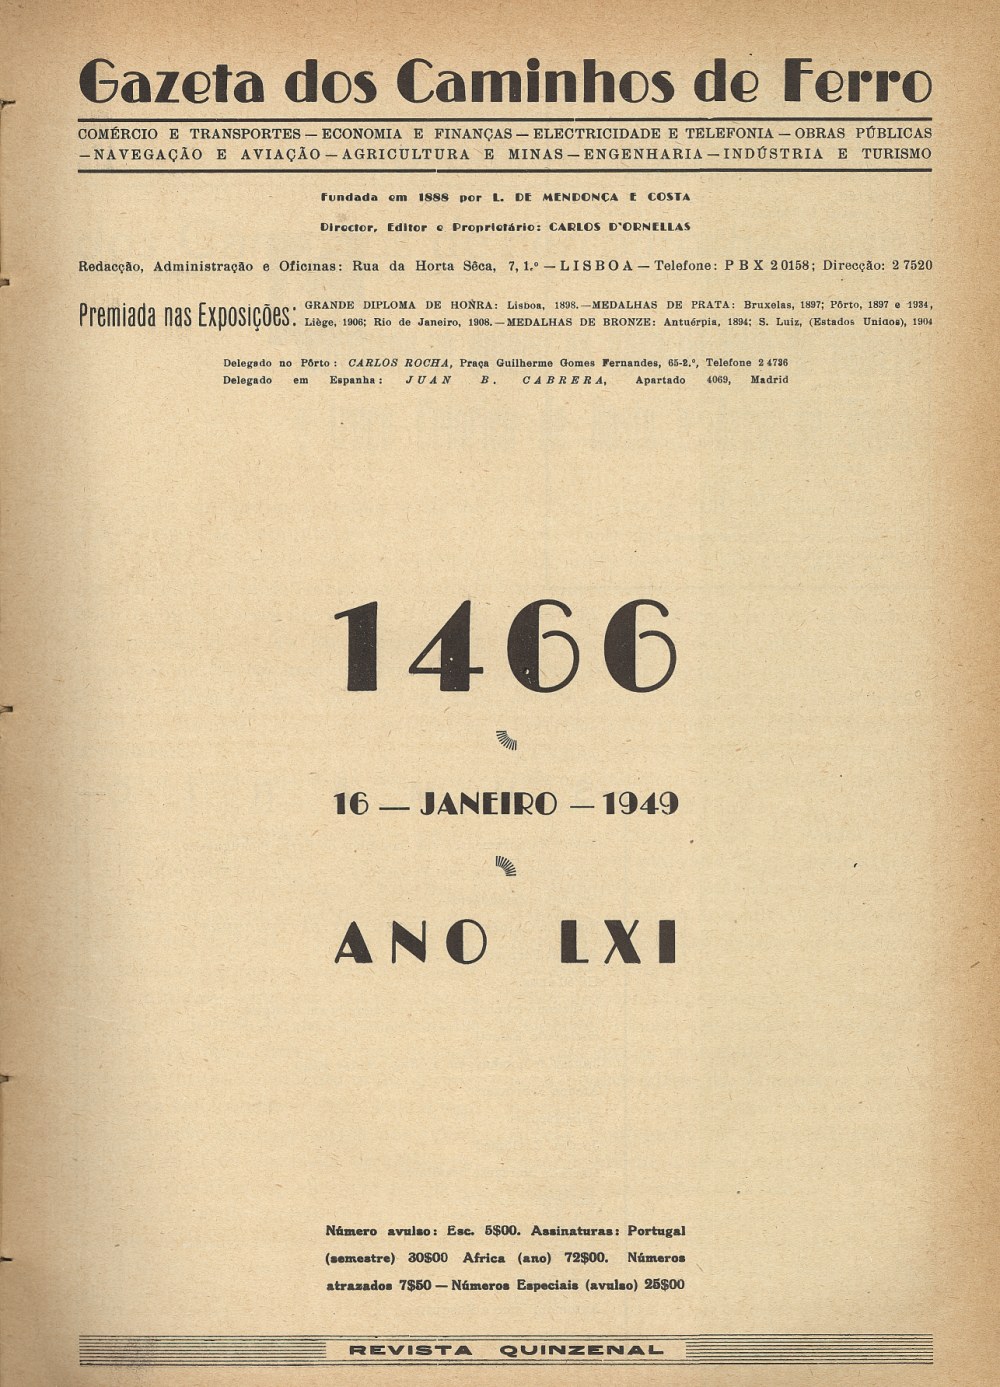 Gazeta dos Caminhos de Ferro
COMÉRCIO E TRANSPORTES — ECONOMIA E FINANÇAS — ELECTRICIDADE E TELEFONIA — OBRAS PÚBLICAS
— NAVEGAÇÃO E AVIAÇÃO — AGRICULTURA E MINAS — ENGENHARIA — INDÚSTRIA E TURISMO
Fundada em 1888 por L. DE MENDONÇA E COSTA
Director, Editor e Proprietário: CARLOS D'ORNELLAS
Redacção, Administração e Oficinas: Rua da Horta Sêca, 7, 1.º — LISBOA — Telefone: P B X 2 0158; Direcção: 2 7520
Premiada nas Exposições:
GRANDE DIPLOMA DE HONRA: Lisboa, 1898. — MEDALHAS DE PRATA: Bruxelas, 1897; Pôrto, 1897 e 1934,
Liège, 1906; Rio de Janeiro, 1908. — MEDALHAS DE BRONZE: Antuérpia, 1894; S. Luiz, (Estados Unidos), 1904
Delegado no Pôrto: CARLOS ROCHA, Praça Guilherme Gomes Fernandes, 65-2.º, Telefone 2 4736
Delegado em Espanha: JUAN B. CABRERA, Apartado 4069, Madrid
1466
16 — JANEIRO — 1949
ANO LXI
Número avulso: Esc. 5$00. Assinaturas: Portugal
(semestre) 30$00 Africa (ano) 72$00. Números
atrazados 7$50 — Números Especiais (avulso) 25$00
REVISTA QUINZENAL